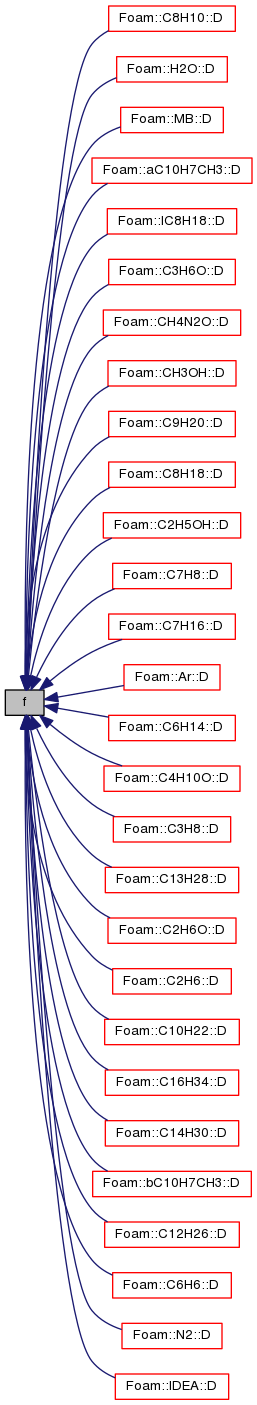 Foam::C8H10::D
Foam::H2O::D
Foam::MB::D
Foam::aC10H7CH3::D
Foam::IC8H18::D
Foam::C3H6O::D
Foam::CH4N2O::D
Foam::CH3OH::D
Foam::C9H20::D
Foam::C8H18::D
Foam::C2H5OH::D
Foam::C7H8::D
Foam::C7H16::D
Foam::Ar::D
f
Foam::C6H14::D
Foam::C4H10O::D
Foam::C3H8::D
Foam::C13H28::D
Foam::C2H6O::D
Foam::C2H6::D
Foam::C10H22::D
Foam::C16H34::D
Foam::C14H30::D
Foam::bC10H7CH3::D
Foam::C12H26::D
Foam::C6H6::D
Foam::N2::D
Foam::IDEA::D